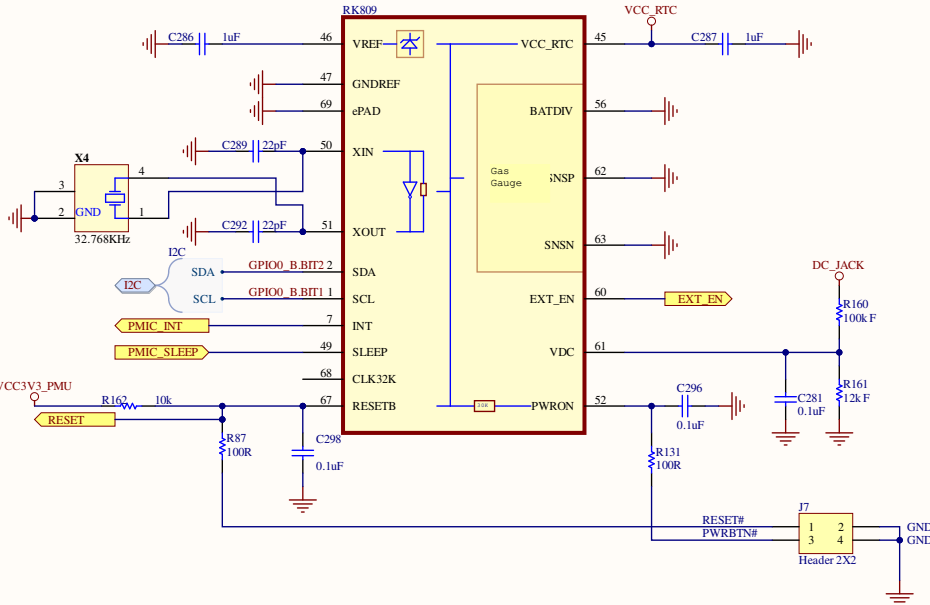 RK809
VCC_RTC
C286
1uF
46
VREF
VCC_RTC
45
C287
1uF
47
GNDREF
69
ePAD
BATDIV
56
C289
22pF
50
XIN
X4
4
3
GND
2
1
32.768KHz
Gas
Gauge
SNSP
62
C292
22pF
51
XOUT
SNSN
63
I2C
I2C
SDA
GPIO0_B.BIT2
2
SDA
SCL
GPIO0_B.BIT1
1
SCL
EXT_EN
60
EXT_EN
DC_JACK
R160
100k F
PMIC_INT
7
INT
PMIC_SLEEP
49
SLEEP
VDC
61
68
CLK32K
VCC3V3_PMU
R162
10k
67
RESETB
PWRON
52
C296
0.1uF
C281
0.1uF
R161
12k F
RESET
R87
100R
C298
0.1uF
R131
100R
J7
RESET#
1
2
GND
PWRBTN#
3
4
GND
Header 2X2